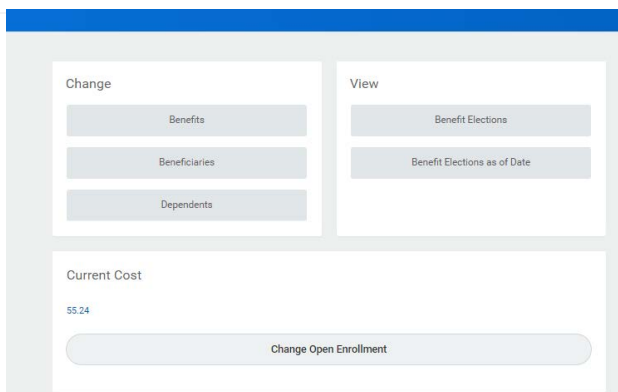 Change
Benefits
Beneficiaries
Dependents
View
Benefit Elections
Benefit Elections as of Date
Current Cost
55.24
Change Open Enrollment